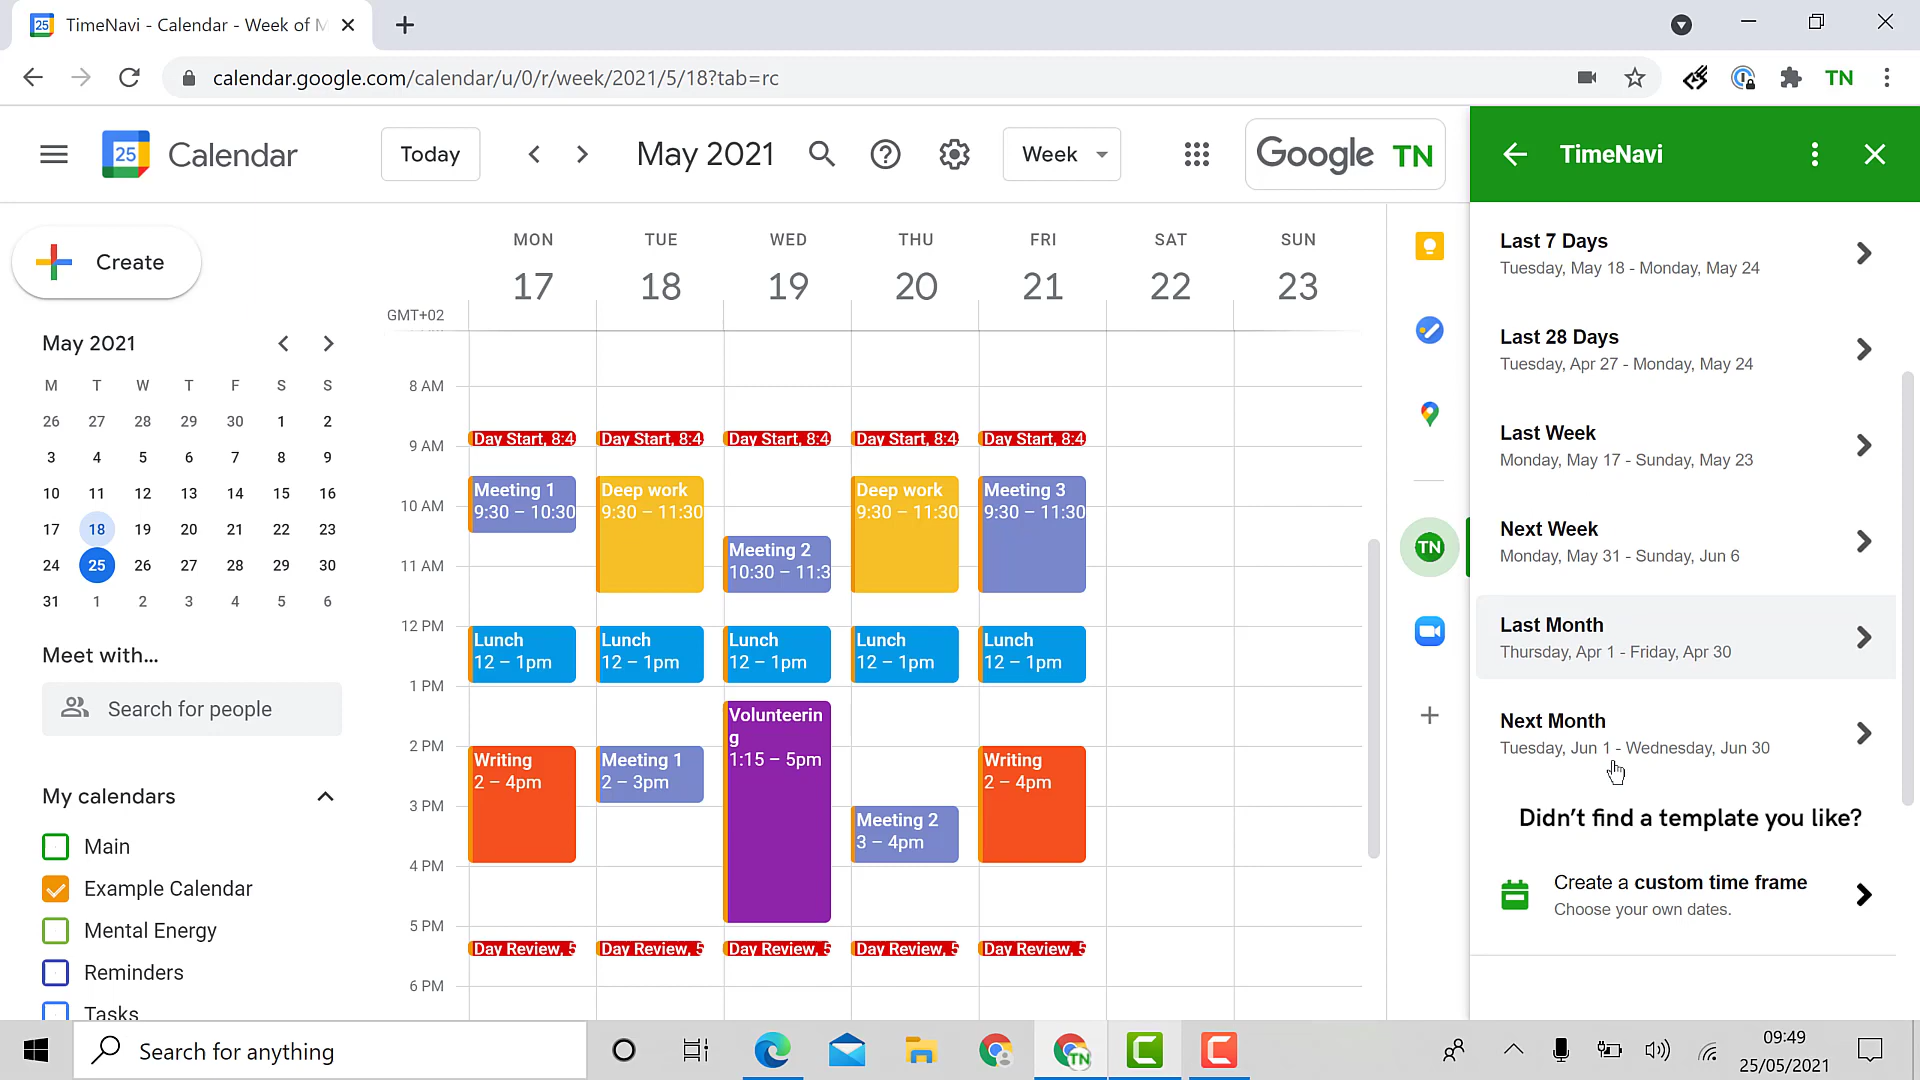 25 TimeNavi - Calendar - Week of M
calendar.google.com/calendar/u/0/r/week/2021/5/18?tab=rc
TN
25 Calendar
Today
May 2021
Week
Google TN
TimeNavi
Create
May 2021
M T W T F S S
26 27 28 29 30 1 2
3 4 5 6 7 8 9
10 11 12 13 14 15 16
17 18 19 20 21 22 23
24 25 26 27 28 29 30
31 1 2 3 4 5 6
Meet with...
Search for people
My calendars
Main
Example Calendar
Mental Energy
Reminders
Tasks
MON TUE WED THU FRI SAT SUN
17 18 19 20 21 22 23
GMT+02
8 AM
9 AM
10 AM
11 AM
12 PM
1 PM
2 PM
3 PM
4 PM
5 PM
6 PM
Day Start, 8:4
Meeting 1
9:30 – 10:30
Lunch
12 – 1pm
Writing
2 – 4pm
Day Review, 5
Day Start, 8:4
Deep work
9:30 – 11:30
Lunch
12 – 1pm
Meeting 1
2 – 3pm
Day Review, 5
Day Start, 8:4
Meeting 2
10:30 – 11:3
Lunch
12 – 1pm
Volunteerin
g
1:15 – 5pm
Day Review, 5
Day Start, 8:4
Deep work
9:30 – 11:30
Lunch
12 – 1pm
Meeting 2
3 – 4pm
Day Review, 5
Day Start, 8:4
Meeting 3
9:30 – 11:30
Lunch
12 – 1pm
Writing
2 – 4pm
Day Review, 5
TN
Last 7 Days
Tuesday, May 18 - Monday, May 24
Last 28 Days
Tuesday, Apr 27 - Monday, May 24
Last Week
Monday, May 17 - Sunday, May 23
Next Week
Monday, May 31 - Sunday, Jun 6
Last Month
Thursday, Apr 1 - Friday, Apr 30
Next Month
Tuesday, Jun 1 - Wednesday, Jun 30
Didn't find a template you like?
Create a custom time frame
Choose your own dates.
Search for anything
TN
09:49
25/05/2021